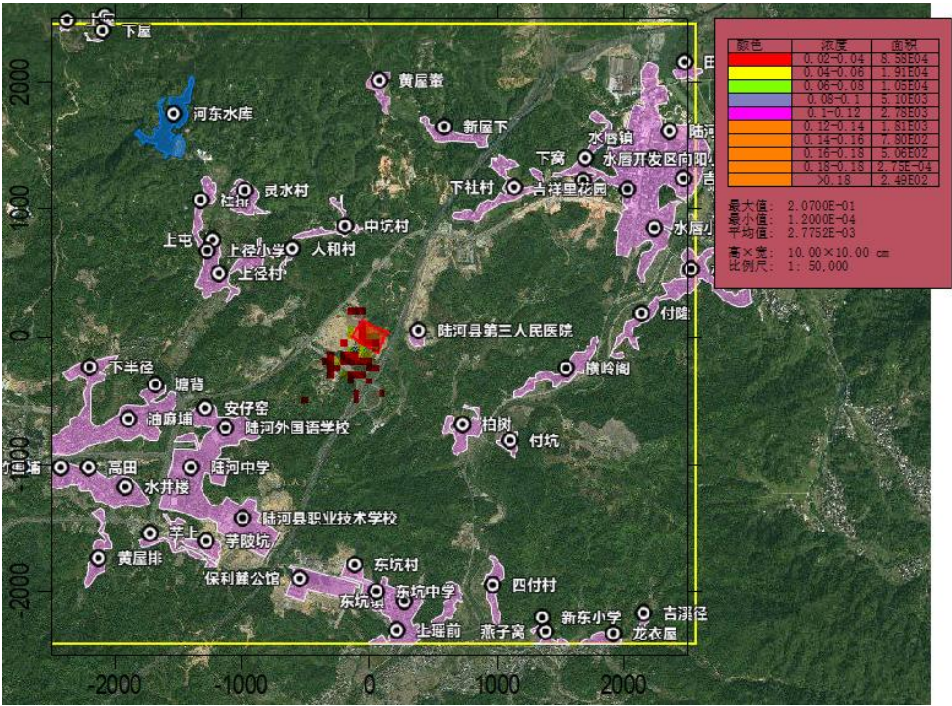 下屋
黄屋嶂
河东水库
新屋下
水唇镇
陆河
下窝
水唇开发区向阳小
下社村
吉祥里花园
灵水村
中坑村
上屯
上径小学
人和村
水唇小
上径村
付隆
陆河县第三人民医院
横岭阁
下半径
塘背
安仔窑
油麻埔
陆河外国语学校
柏树
付坑
高田
陆河中学
水井楼
陆河县职业技术学校
芋上
芋陂坑
黄屋排
东坑村
保利麓公馆
东坑镇
东坑中学
四付村
新东小学
吉溪径
上瑶前
燕子窝
龙衣屋
2000
1000
0
-1000
-2000
-2000
-1000
0
1000
2000
颜色 浓度 面积
0.02-0.04 8.58E04
0.04-0.06 1.91E04
0.06-0.08 1.05E04
0.08-0.1 5.10E03
0.1-0.12 2.78E03
0.12-0.14 1.81E03
0.14-0.16 7.80E02
0.16-0.18 5.06E02
0.18-0.18 2.75E-04
>0.18 2.49E02
最大值: 2.0700E-01
最小值: 1.2000E-04
平均值: 2.7752E-03
高×宽: 10.00×10.00 cm
比例尺: 1: 50,000